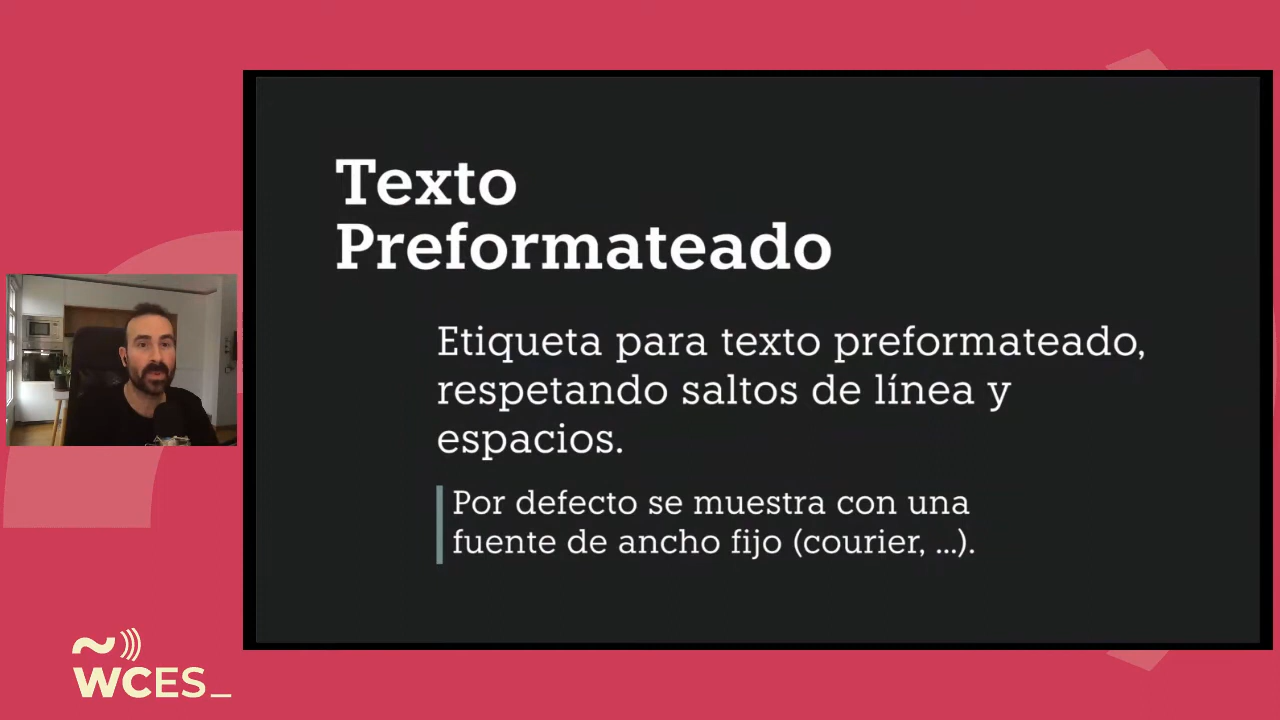 Texto
Preformateado
Etiqueta para texto preformateado,
respetando saltos de línea y
espacios.
Por defecto se muestra con una
fuente de ancho fijo (courier, ...).
WCES_